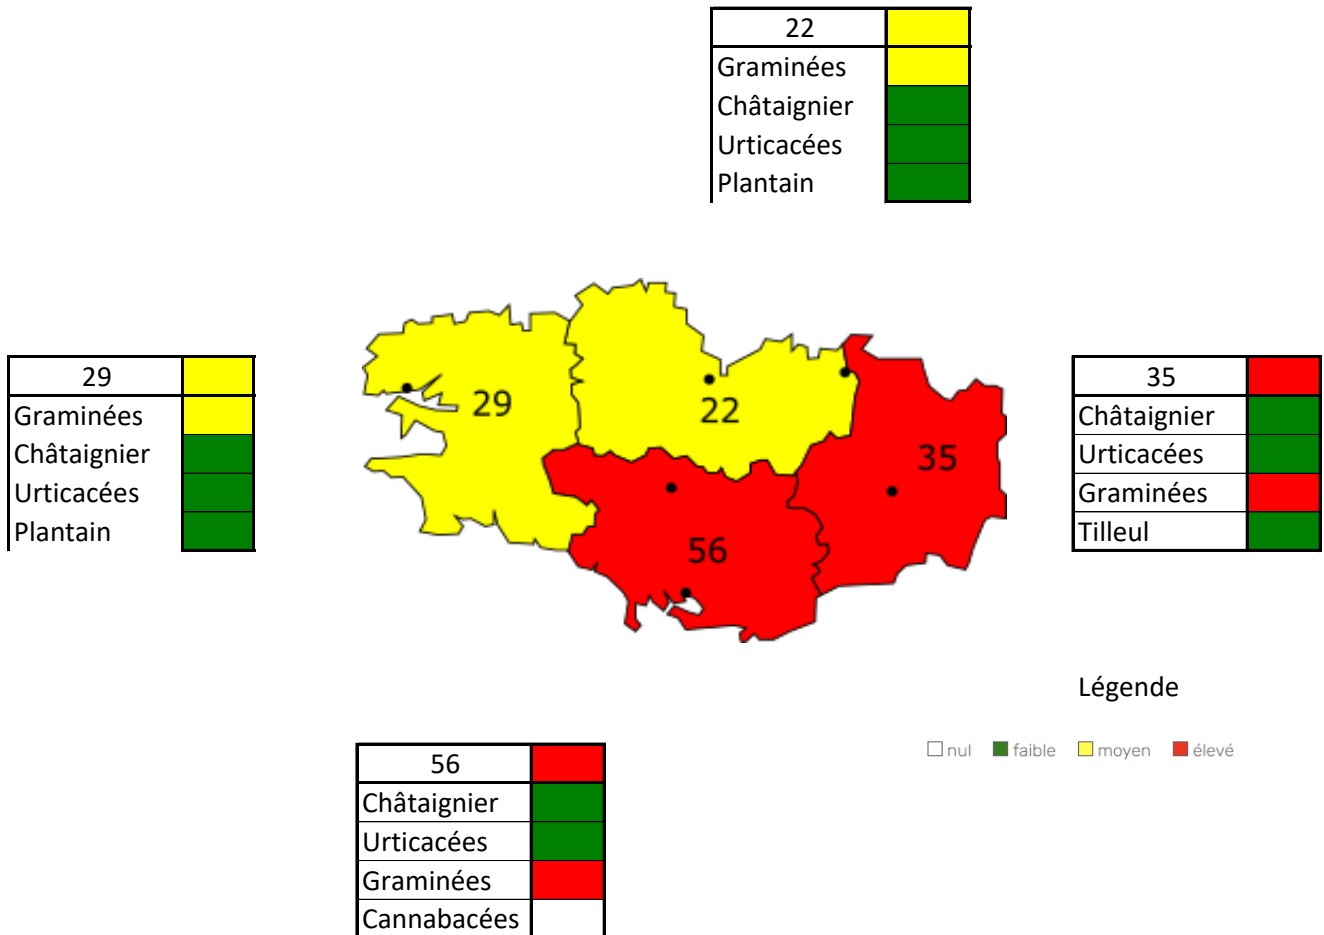 22
Graminées
Châtaignier
Urticacées
Plantain
29
Graminées
Châtaignier
Urticacées
Plantain
29
22
35
56
35
Châtaignier
Urticacées
Graminées
Tilleul
Légende
nul faible moyen élevé
56
Châtaignier
Urticacées
Graminées
Cannabacées